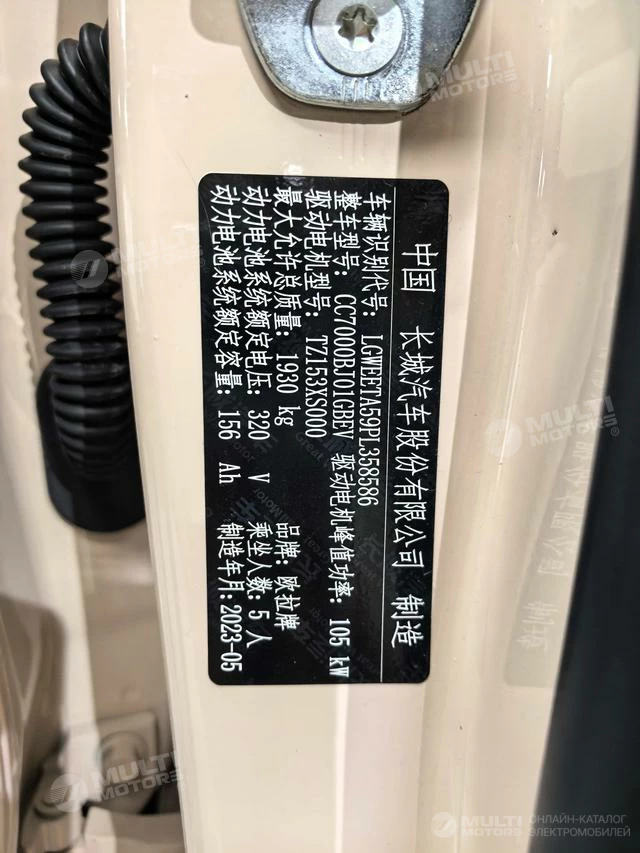 中国 长城汽车股份有限公司 制造
车辆识别代号: LGWEETA59PL358586
整车型号: CC7000BJ01GBEV 驱动电机峰值功率: 105 kW
驱动电机型号: TZ153XS000
最大允许总质量: 1930 kg 品牌: 欧拉牌
动力电池系统额定电压: 320 V 乘坐人数: 5 人
动力电池系统额定容量: 156 Ah 制造年月: 2023-05
MULTI MOTORS
MULTI MOTORS
MULTI MOTORS
MULTI MOTORS
ОНЛАЙН-КАТАЛОГ
ЭЛЕКТРОМОБИЛЕЙ